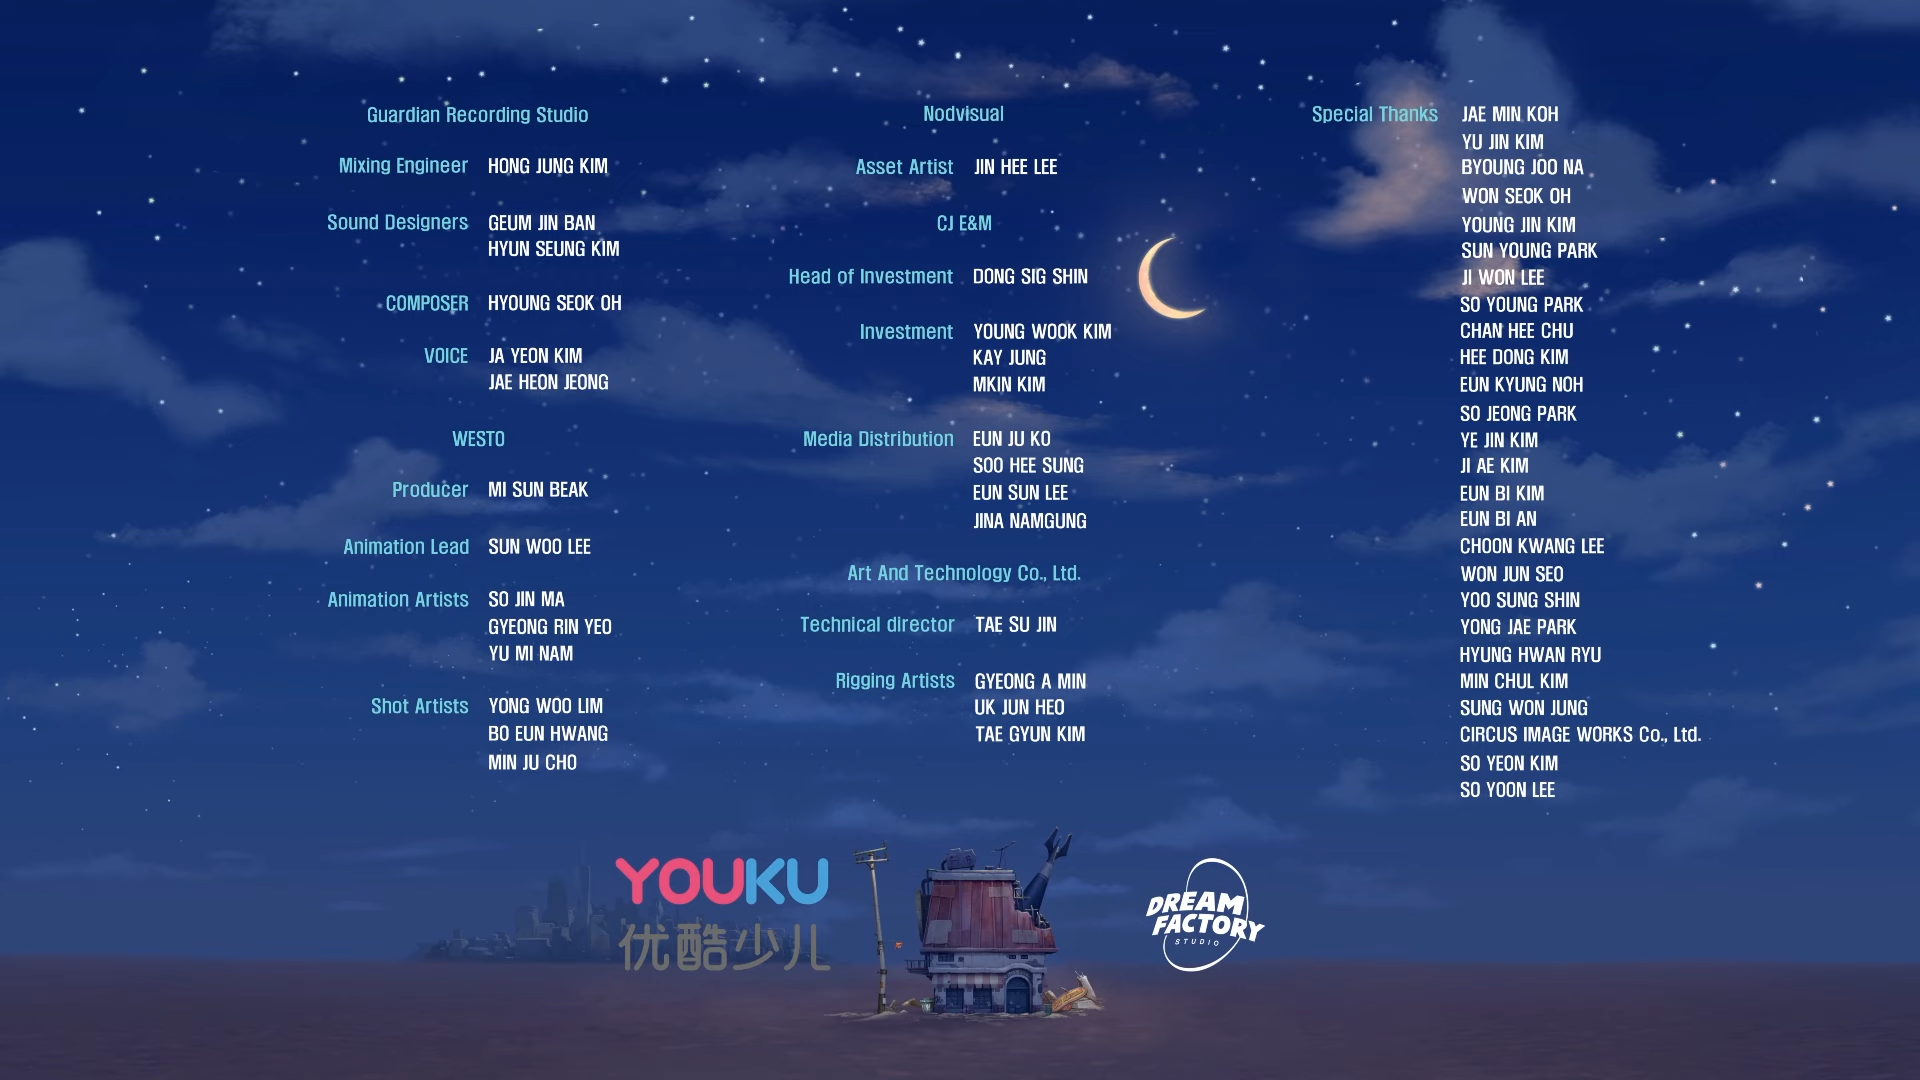 Guardian Recording Studio
Mixing Engineer HONG JUNG KIM
Sound Designers GEUM JIN BAN
HYUN SEUNG KIM
COMPOSER HYOUNG SEOK OH
VOICE JA YEON KIM
JAE HEON JEONG
WESTO
Producer MI SUN BEAK
Animation Lead SUN WOO LEE
Animation Artists SO JIN MA
GYEONG RIN YEO
YU MI NAM
Shot Artists YONG WOO LIM
BO EUN HWANG
MIN JU CHO
Nodvisual
Asset Artist JIN HEE LEE
CJ E&M
Head of Investment DONG SIG SHIN
Investment YOUNG WOOK KIM
KAY JUNG
MKIN KIM
Media Distribution EUN JU KO
SOO HEE SUNG
EUN SUN LEE
JINA NAMGUNG
Art And Technology Co., Ltd.
Technical director TAE SU JIN
Rigging Artists GYEONG A MIN
UK JUN HEO
TAE GYUN KIM
Special Thanks JAE MIN KOH
YU JIN KIM
BYOUNG JOO NA
WON SEOK OH
YOUNG JIN KIM
SUN YOUNG PARK
JI WON LEE
SO YOUNG PARK
CHAN HEE CHU
HEE DONG KIM
EUN KYUNG NOH
SO JEONG PARK
YE JIN KIM
JI AE KIM
EUN BI KIM
EUN BI AN
CHOON KWANG LEE
WON JUN SEO
YOO SUNG SHIN
YONG JAE PARK
HYUNG HWAN RYU
MIN CHUL KIM
SUNG WON JUNG
CIRCUS IMAGE WORKS Co., Ltd.
SO YEON KIM
SO YOON LEE
YOUKU
优酷少儿
DREAM
FACTORY
STUDIO